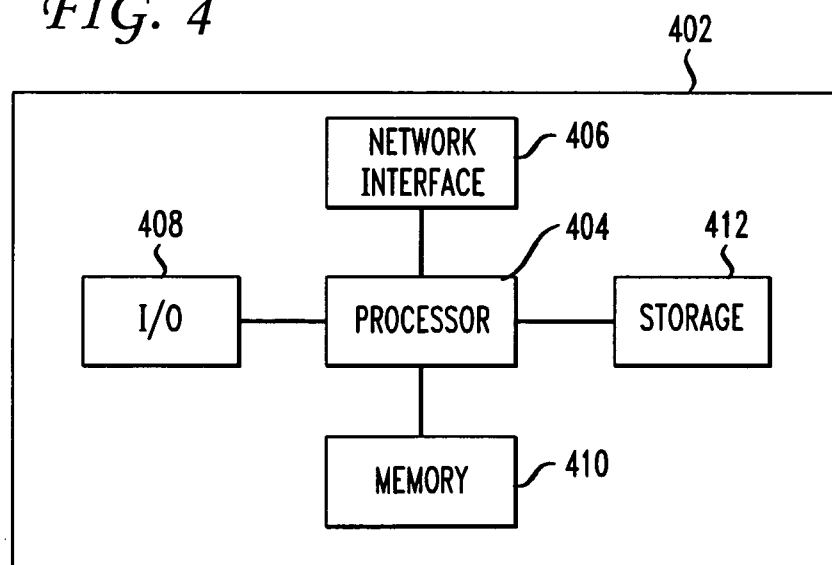 FIG. 4
402
NETWORK
INTERFACE
406
408
404
412
I/O
PROCESSOR
STORAGE
MEMORY
410